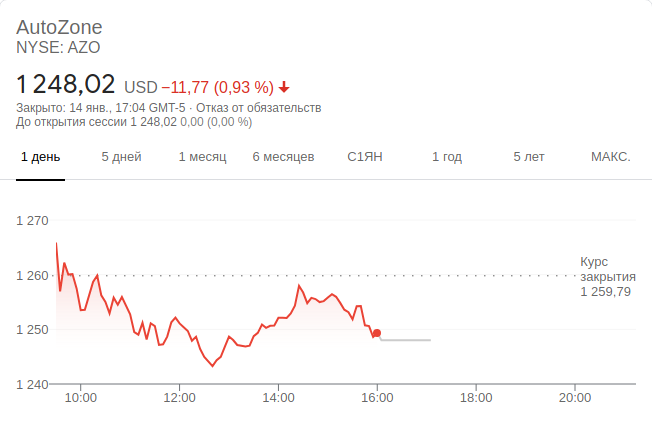 AutoZone
NYSE: AZO
1 248,02 USD −11,77 (0,93 %)
Закрыто: 14 янв., 17:04 GMT-5 · Отказ от обязательств
До открытия сессии 1 248,02 0,00 (0,00 %)
1 день 5 дней 1 месяц 6 месяцев С1ЯН 1 год 5 лет МАКС.
1 270
Курс
1 260 закрытия
1 259,79
1 250
1 240
10:00 12:00 14:00 16:00 18:00 20:00